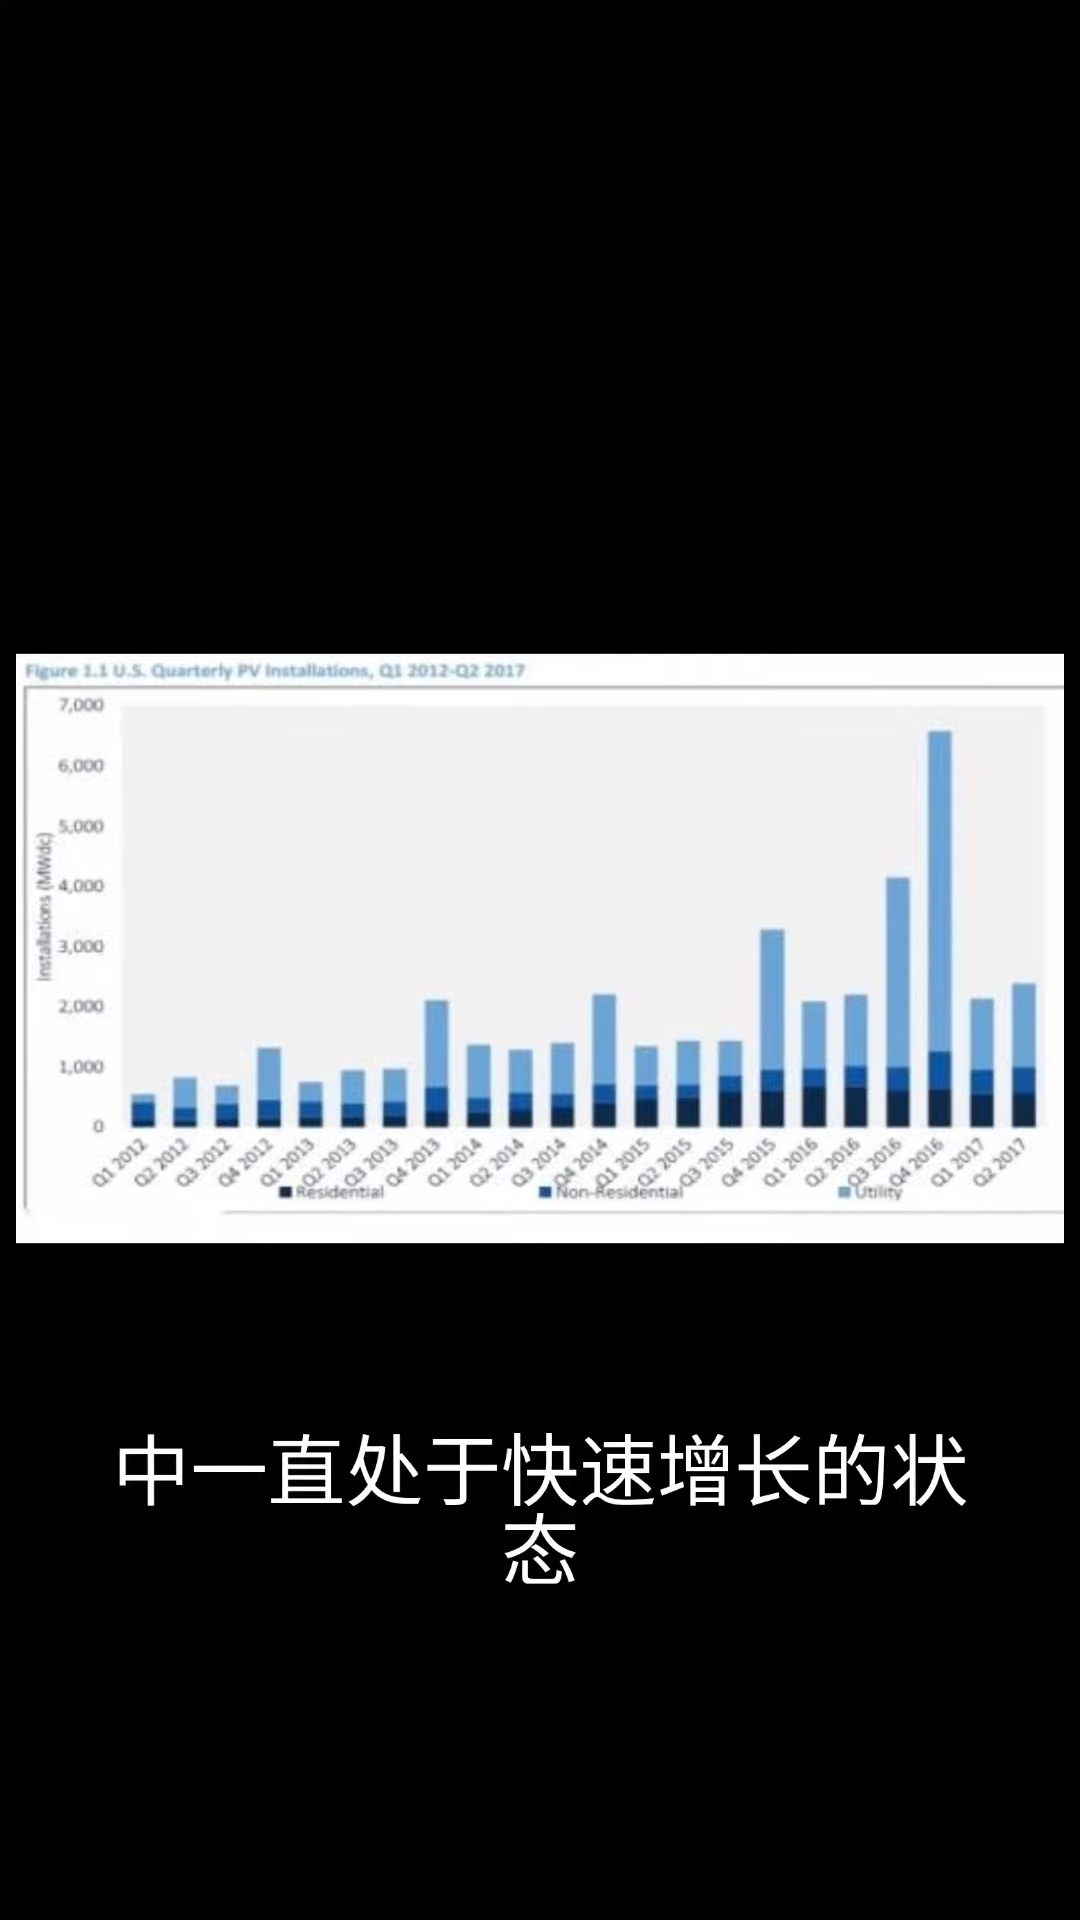 Figure 1.1 U.S. Quarterly PV Installations, Q1 2012-Q2 2017
Installations (MWdc)
7,000
6,000
5,000
4,000
3,000
2,000
1,000
0
Q1 2012
Q2 2012
Q3 2012
Q4 2012
Q1 2013
Q2 2013
Q3 2013
Q4 2013
Q1 2014
Q2 2014
Q3 2014
Q4 2014
Q1 2015
Q2 2015
Q3 2015
Q4 2015
Q1 2016
Q2 2016
Q3 2016
Q4 2016
Q1 2017
Q2 2017
Residential
Non-Residential
Utility
中一直处于快速增长的状
态